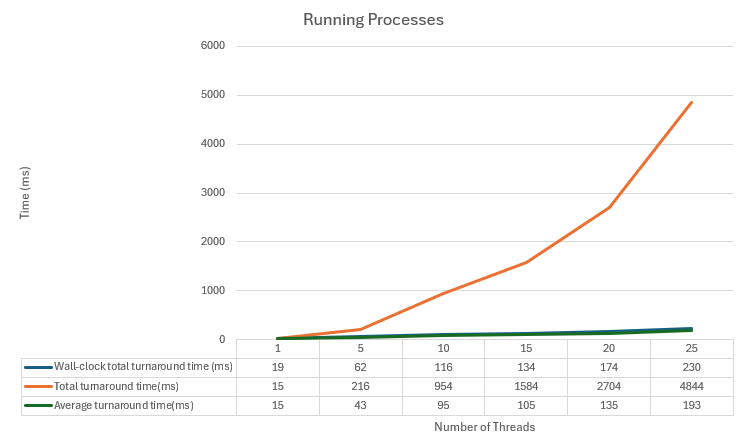 Running Processes
6000
5000
4000
3000
2000
1000
0
Time (ms)
1 5 10 15 20 25
Wall-clock total turnaround time (ms) 19 62 116 134 174 230
Total turnaround time(ms) 15 216 954 1584 2704 4844
Average turnaround time(ms) 15 43 95 105 135 193
Number of Threads